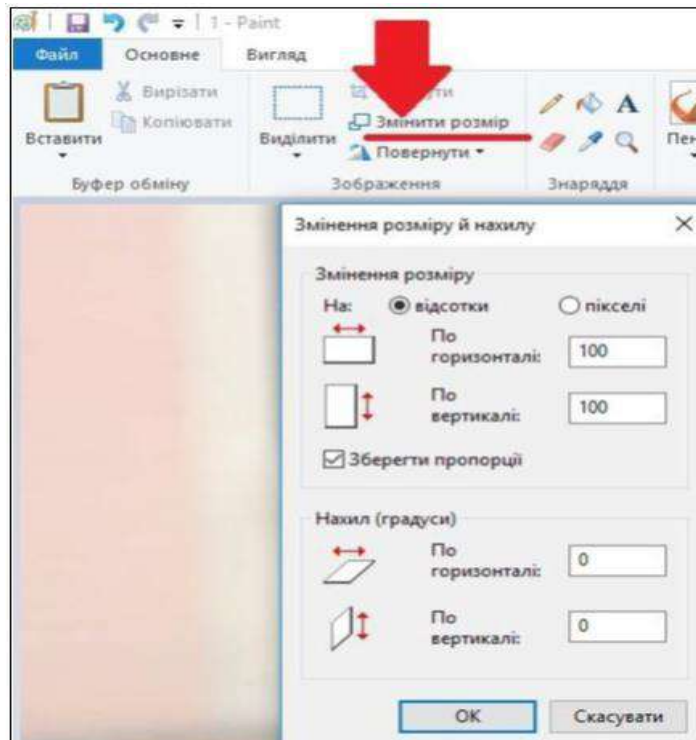 1 - Paint
Файл Основне Вигляд
Вставити
Вирізати
Копіювати
Буфер обміну
Виділити
Змінити розмір
Повернути
Зображення
A
Знаряддя
Змінення розміру й нахилу
Змінення розміру
На: відсотки пікселі
По
горизонталі: 100
По
вертикалі: 100
Зберегти пропорції
Нахил (градуси)
По
горизонталі: 0
По
вертикалі: 0
OK Скасувати